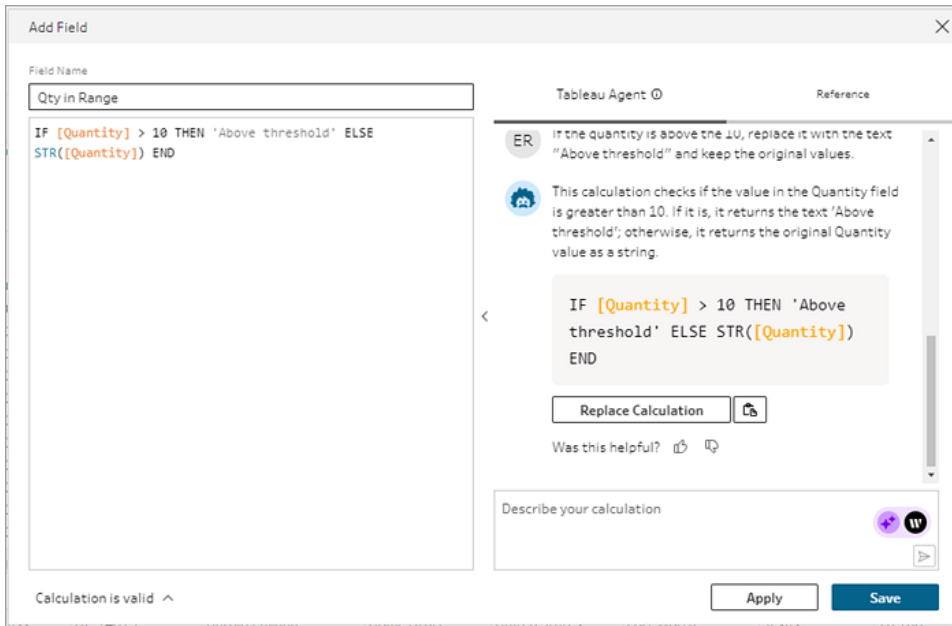 Add Field
Field Name
Qty in Range
IF [Quantity] > 10 THEN 'Above threshold' ELSE
STR([Quantity]) END
Tableau Agent
Reference
ER
If the quantity is above the 10, replace it with the text
"Above threshold" and keep the original values.
This calculation checks if the value in the Quantity field
is greater than 10. If it is, it returns the text 'Above
threshold'; otherwise, it returns the original Quantity
value as a string.
IF [Quantity] > 10 THEN 'Above
threshold' ELSE STR([Quantity])
END
Replace Calculation
Was this helpful?
Describe your calculation
W
Calculation is valid
Apply
Save